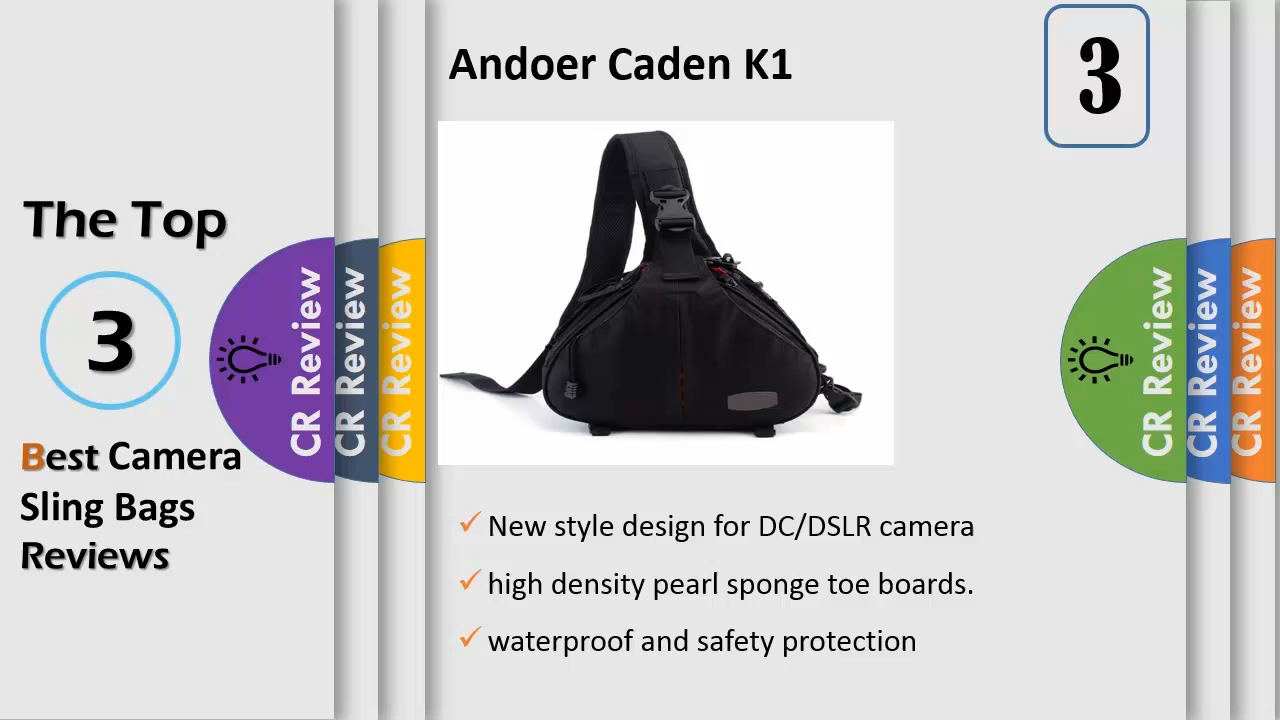 Andoer Caden K1
3
The Top
3
Best Camera
Sling Bags
Reviews
CR Review
CR Review
CR Review
CR Review
CR Review
CR Review
New style design for DC/DSLR camera
high density pearl sponge toe boards.
waterproof and safety protection